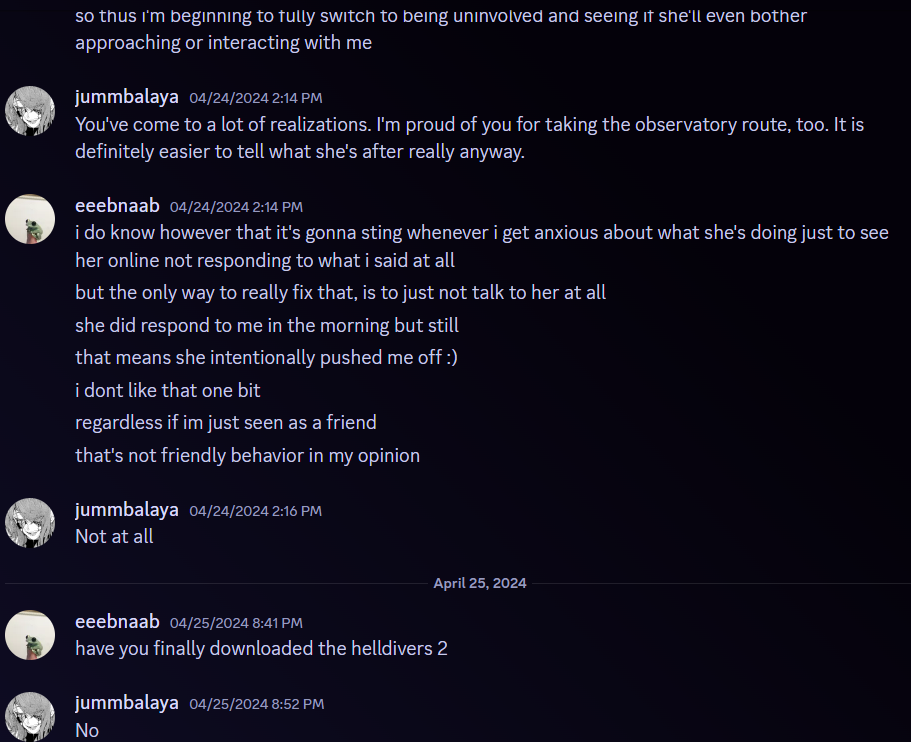 so thus i'm beginning to fully switch to being uninvolved and seeing if she'll even bother
approaching or interacting with me
jummbalaya 04/24/2024 2:14 PM
You've come to a lot of realizations. I'm proud of you for taking the observatory route, too. It is
definitely easier to tell what she's after really anyway.
eeebnaab 04/24/2024 2:14 PM
i do know however that it's gonna sting whenever i get anxious about what she's doing just to see
her online not responding to what i said at all
but the only way to really fix that, is to just not talk to her at all
she did respond to me in the morning but still
that means she intentionally pushed me off :)
i dont like that one bit
regardless if im just seen as a friend
that's not friendly behavior in my opinion
jummbalaya 04/24/2024 2:16 PM
Not at all
April 25, 2024
eeebnaab 04/25/2024 8:41 PM
have you finally downloaded the helldivers 2
jummbalaya 04/25/2024 8:52 PM
No